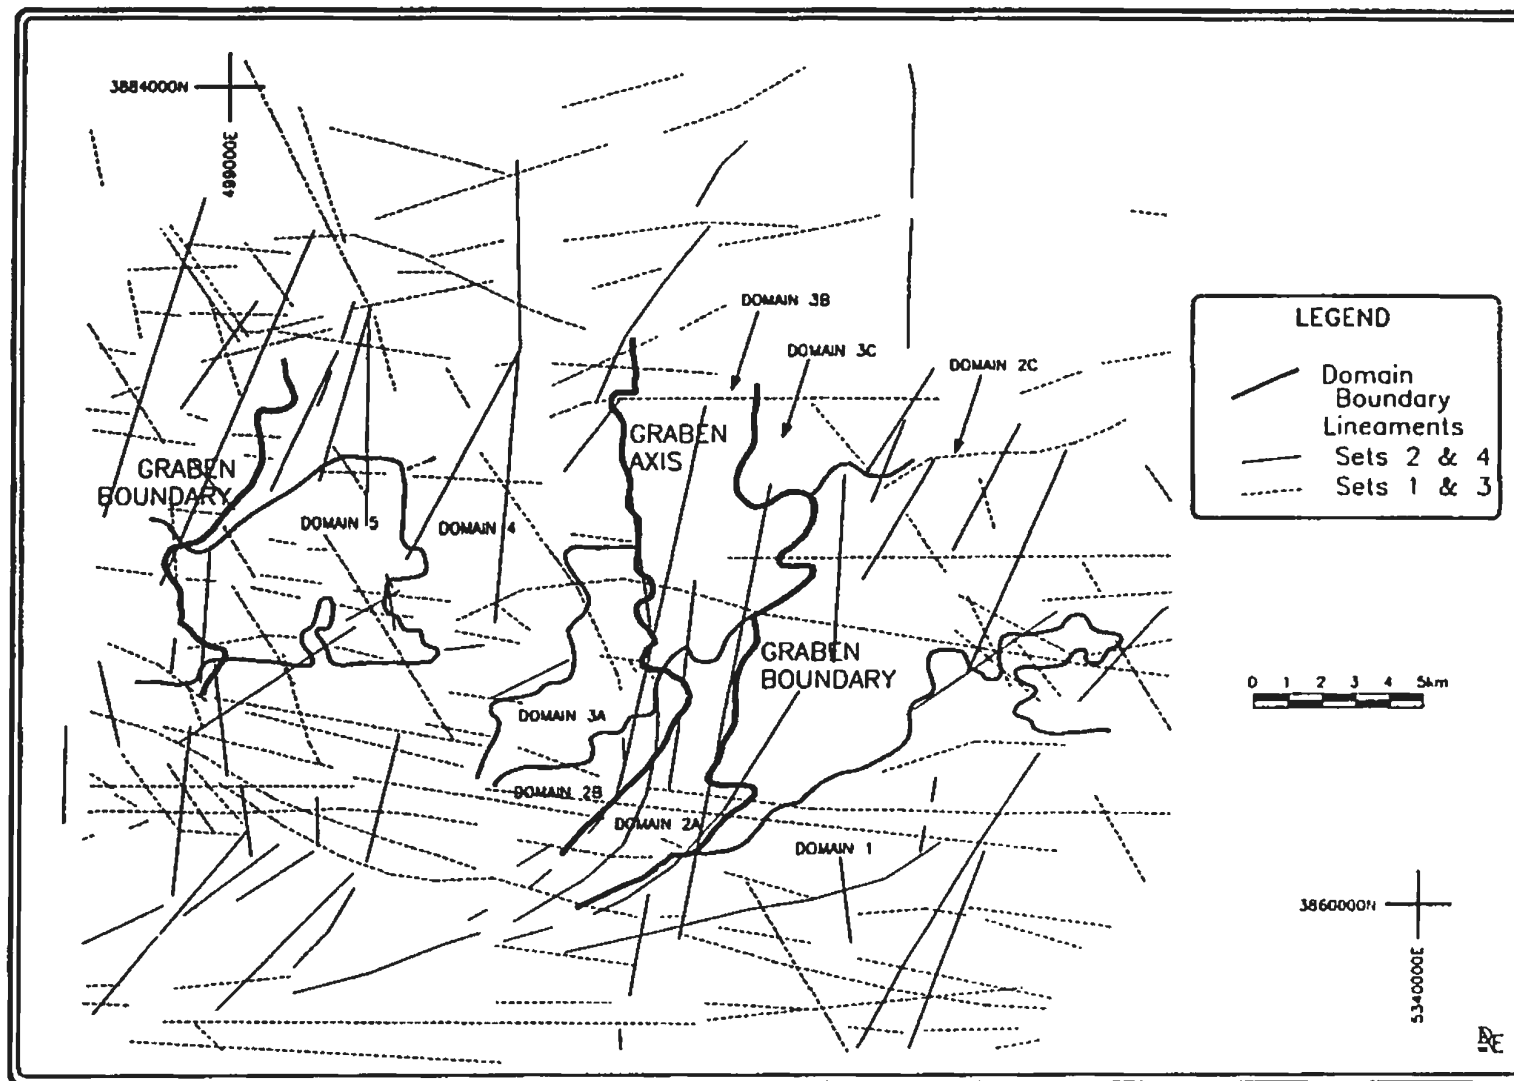 3884000N
499000E
DOMAIN 3B
DOMAIN 3C
DOMAIN 2C
LEGEND
Domain
Boundary
Lineaments
Sets 2 & 4
Sets 1 & 3
GRABEN
AXIS
GRABEN
BOUNDARY
DOMAIN 5
DOMAIN 4
GRABEN
BOUNDARY
0 1 2 3 4 5km
DOMAIN 3A
DOMAIN 2B
DOMAIN 2A
DOMAIN 1
3860000N
5340000E